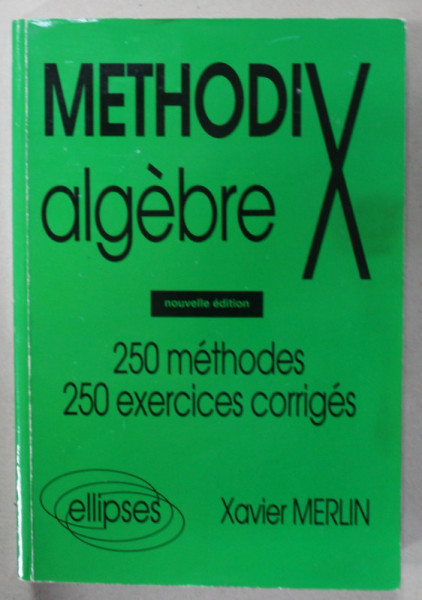 METHODIX
algèbre
nouvelle édition
250 méthodes
250 exercices corrigés
ellipses
Xavier MERLIN